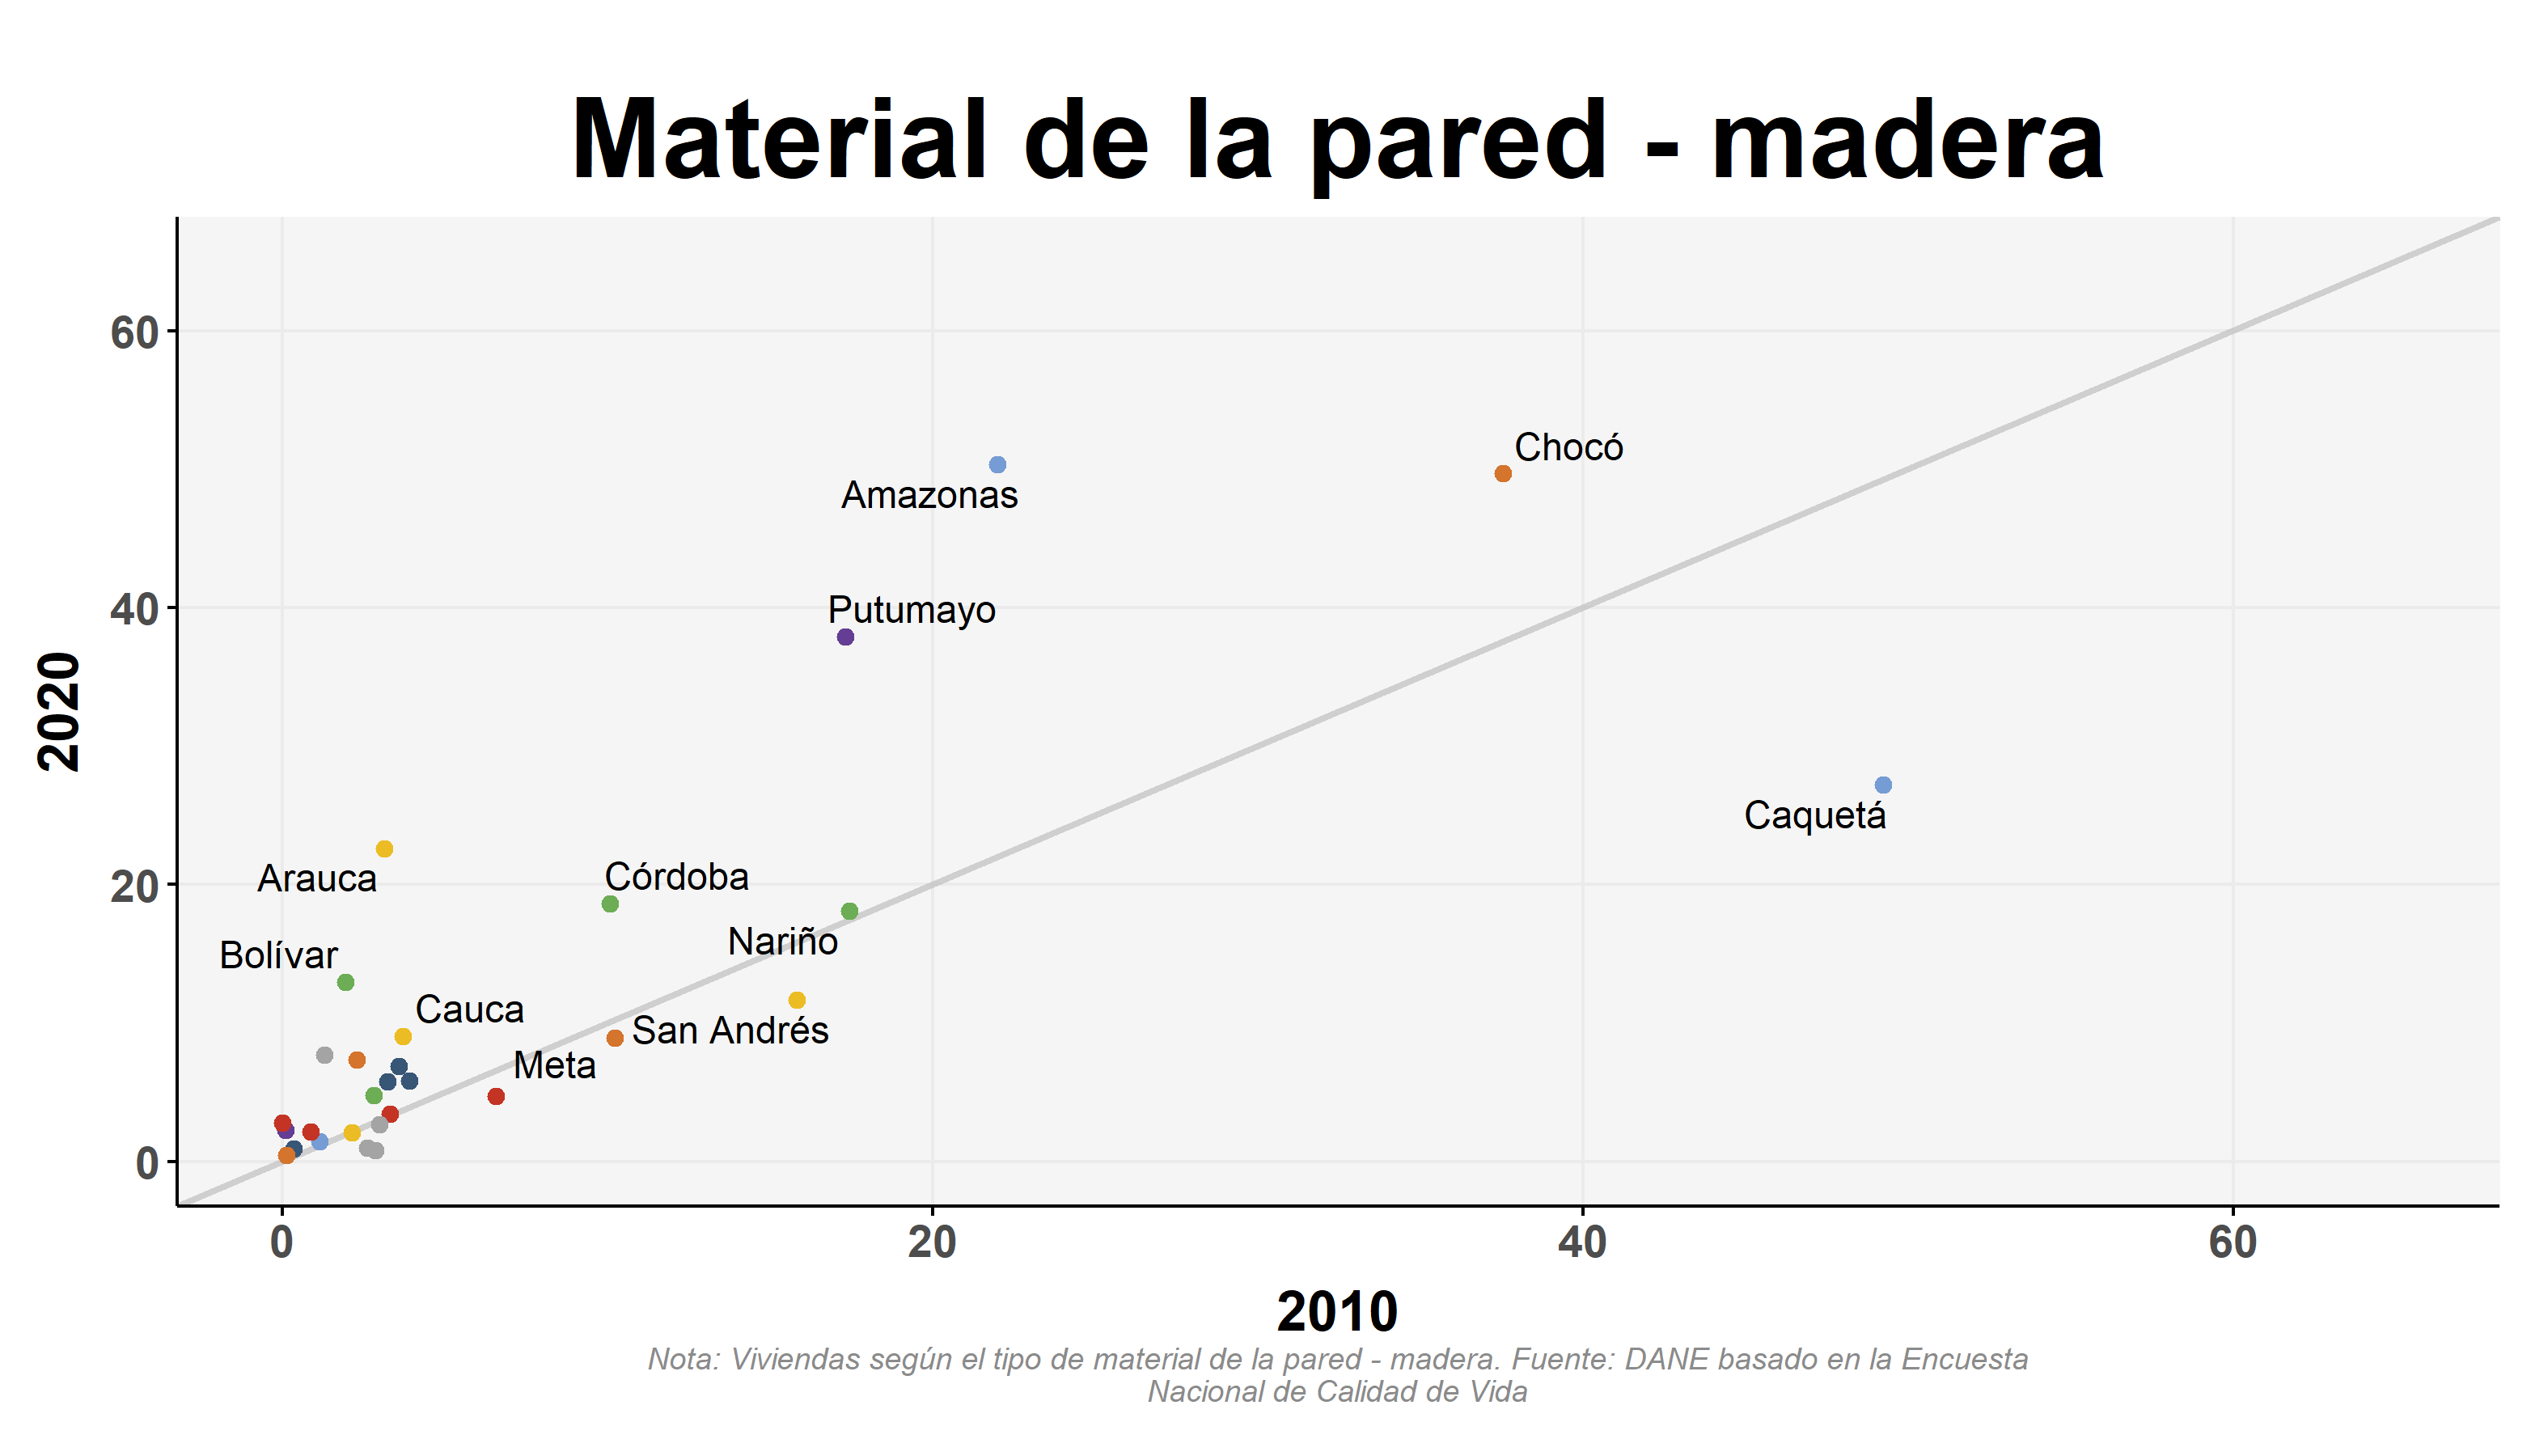 Material de la pared - madera
2020
60
40
20
0
Chocó
Amazonas
Putumayo
Caquetá
Arauca
Córdoba
Nariño
Bolívar
Cauca
San Andrés
Meta
0
20
40
60
2010
Nota: Viviendas según el tipo de material de la pared - madera. Fuente: DANE basado en la Encuesta
Nacional de Calidad de Vida